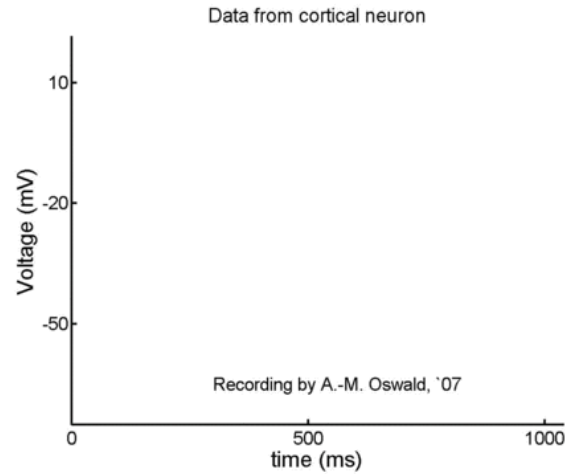 Data from cortical neuron
10
Voltage (mV)
-20
-50
Recording by A.-M. Oswald, `07
0
500
1000
time (ms)